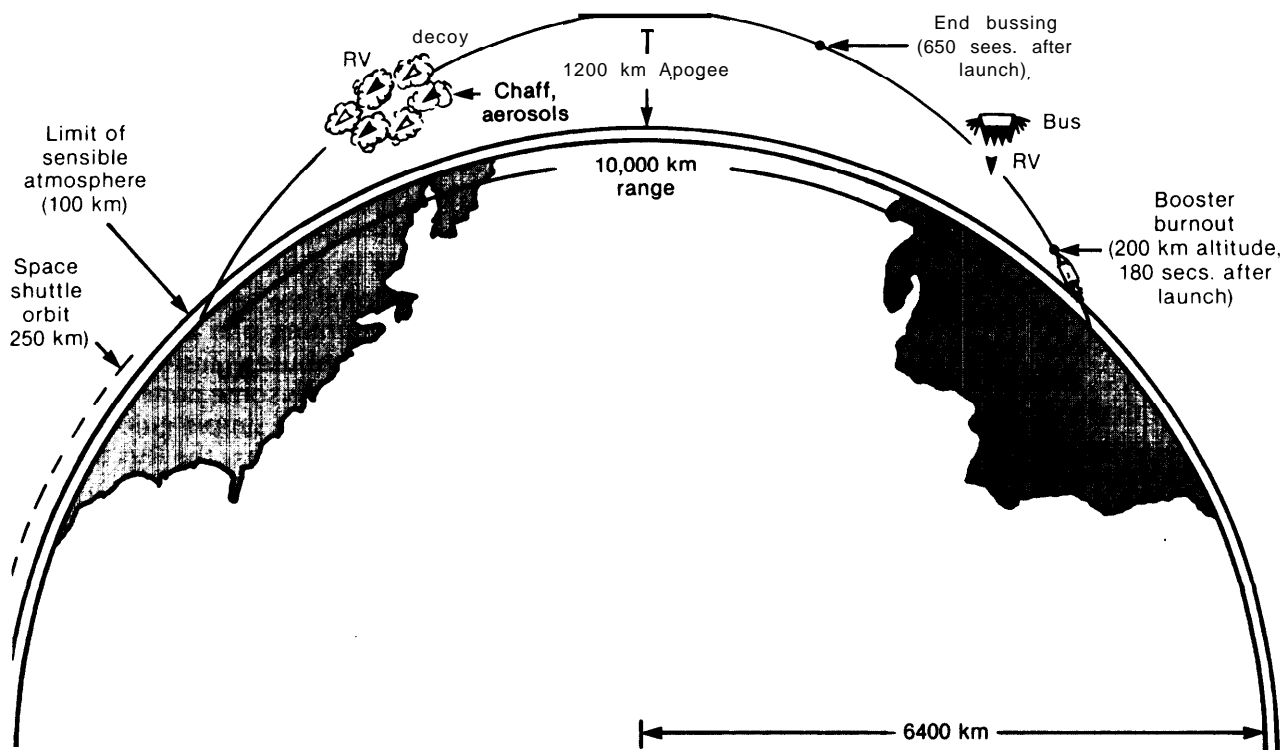 decoy
RV
Chaff,
aerosols
1200 km Apogee
End bussing
(650 sees. after
launch),
Bus
RV
Limit of
sensible
atmosphere
(100 km)
10,000 km
range
Booster
burnout
(200 km altitude,
180 secs. after
launch)
Space
shuttle
orbit
250 km)
6400 km